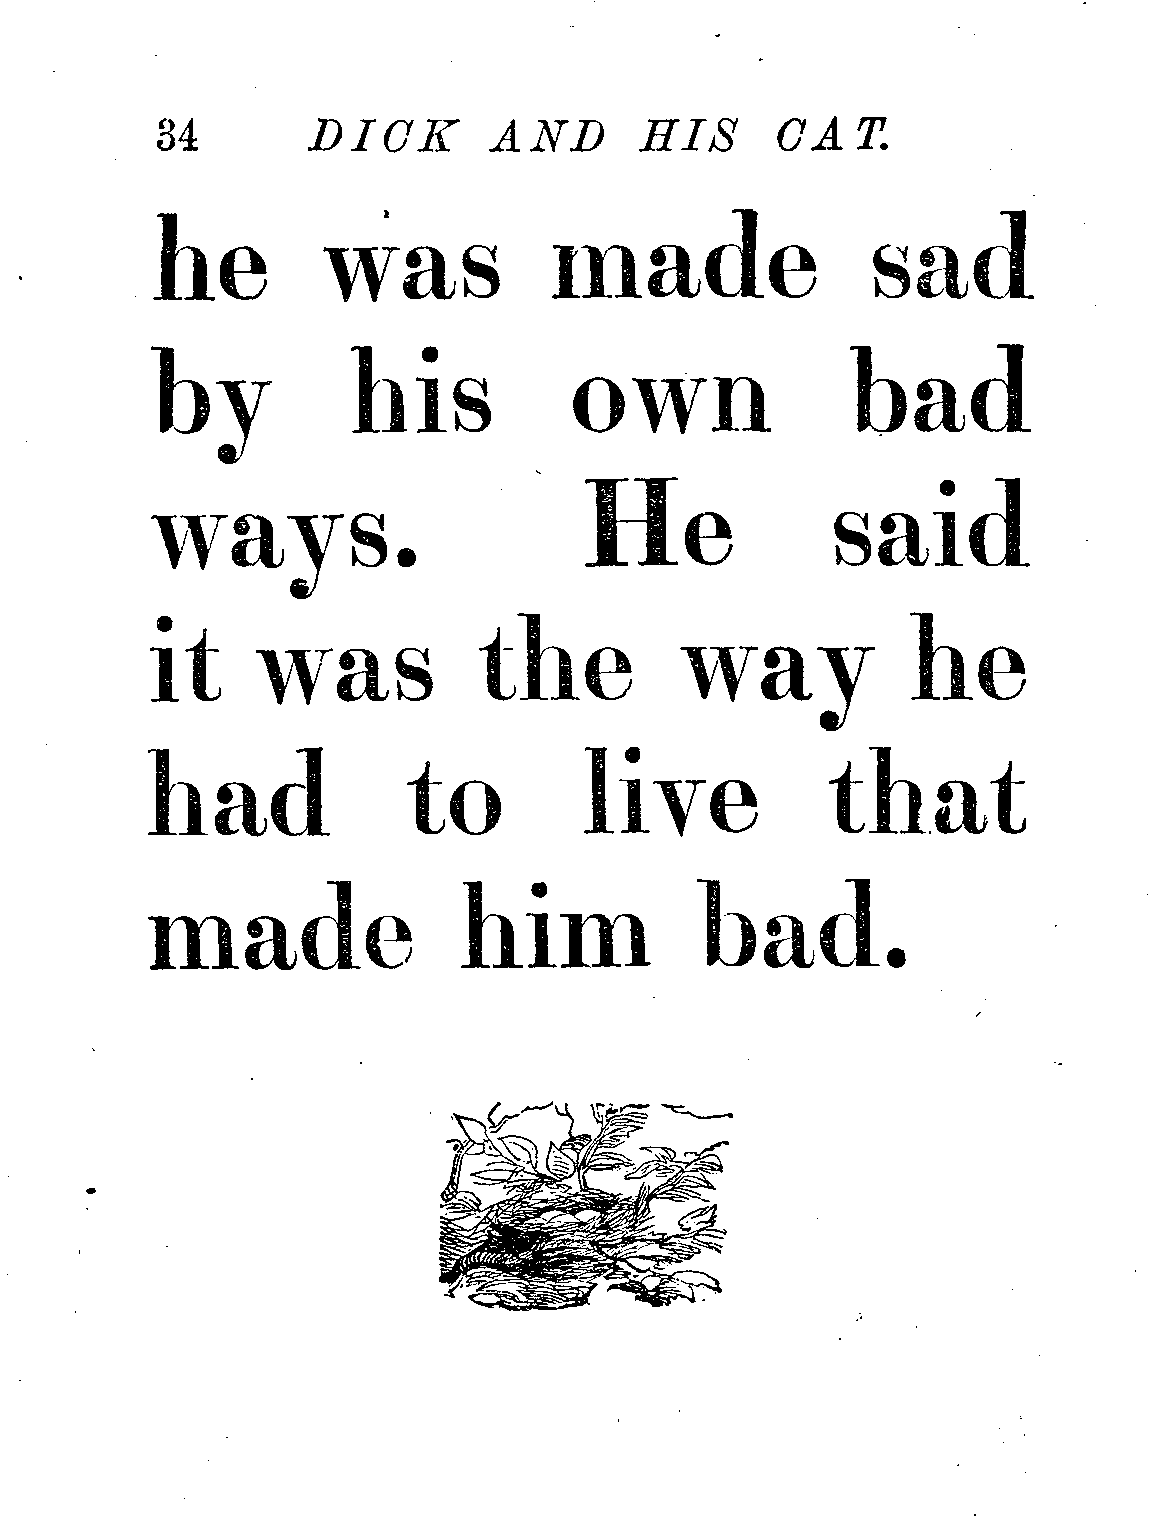 34 DICK AND HIS CAT.
he was made sad
by his own bad
ways. He said
it was the way he
had to live that
made him bad.